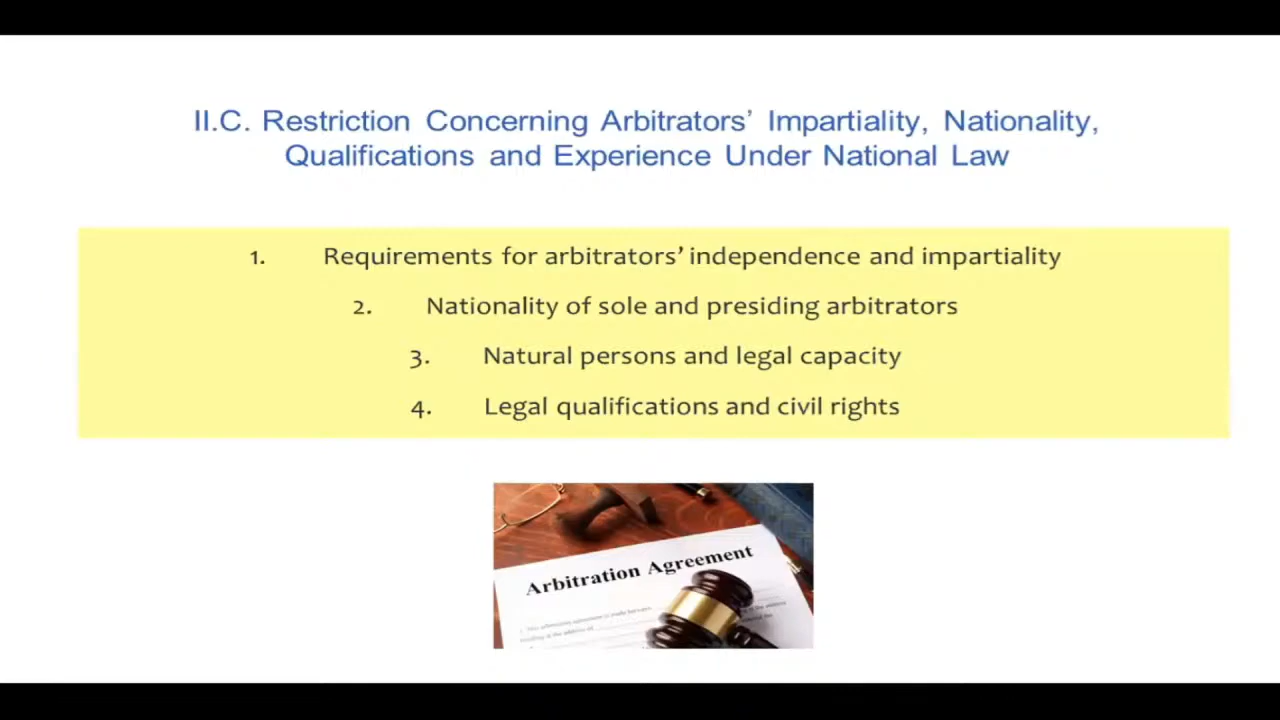 II.C. Restriction Concerning Arbitrators’ Impartiality, Nationality,
Qualifications and Experience Under National Law
1. Requirements for arbitrators’ independence and impartiality
2. Nationality of sole and presiding arbitrators
3. Natural persons and legal capacity
4. Legal qualifications and civil rights
Arbitration Agreement